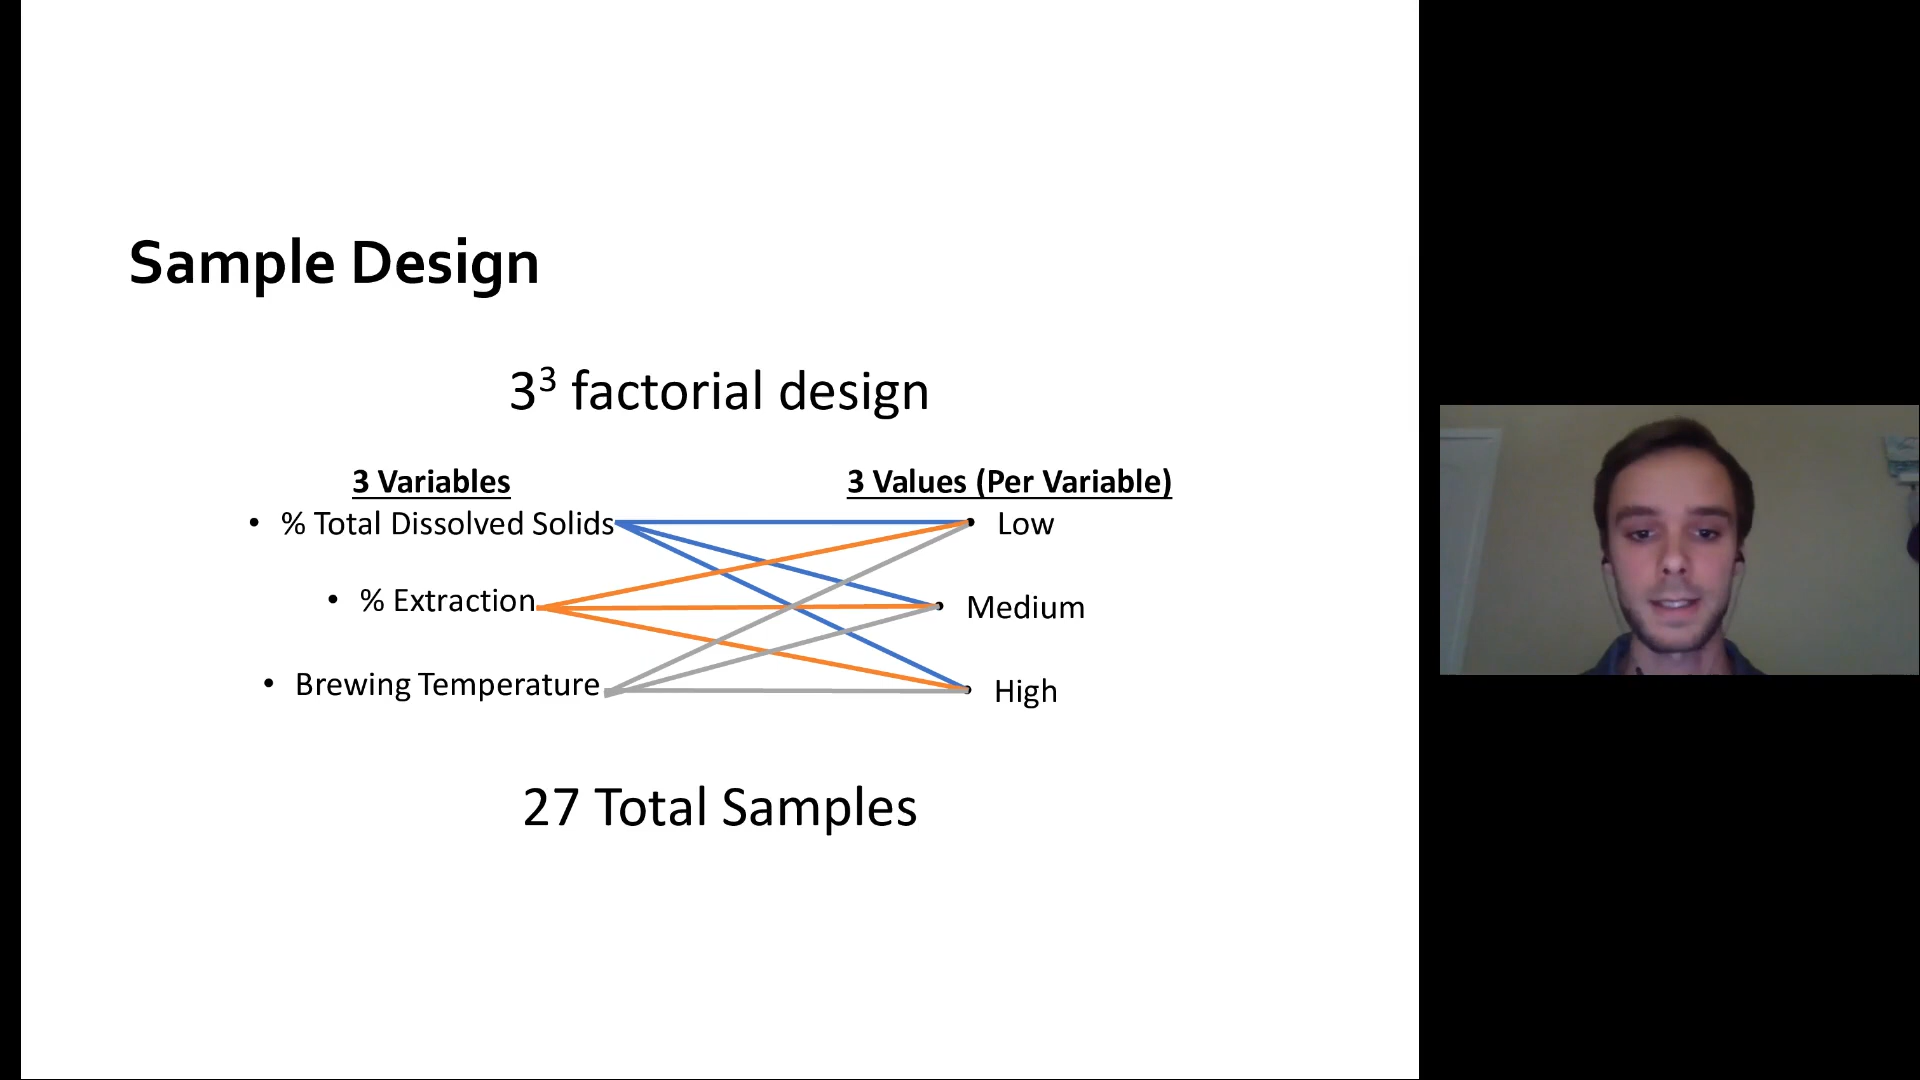 Sample Design
3³ factorial design
3 Variables
• % Total Dissolved Solids
• % Extraction
• Brewing Temperature
3 Values (Per Variable)
• Low
• Medium
• High
27 Total Samples